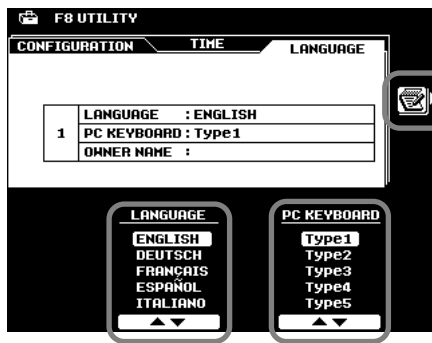 F8 UTILITY
CONFIGURATION TIME LANGUAGE
LANGUAGE : ENGLISH
1 PC KEYBOARD : Type1
OWNER NAME :
LANGUAGE PC KEYBOARD
ENGLISH Type1
DEUTSCH Type2
FRANÇAIS Type3
ESPAÑOL Type4
ITALIANO Type5